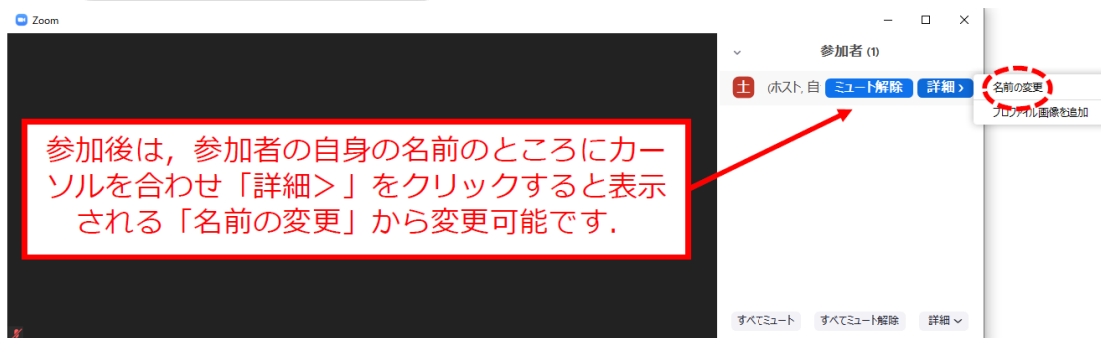 Zoom
参加者 (1)
土 (ホスト, 自 ミュート解除 詳細 >
名前の変更
プロファイル画像を追加
参加後は，参加者の自身の名前のところにカー
ソルを合わせ「詳細＞」をクリックすると表示
される「名前の変更」から変更可能です．
すべてミュート すべてミュート解除 詳細